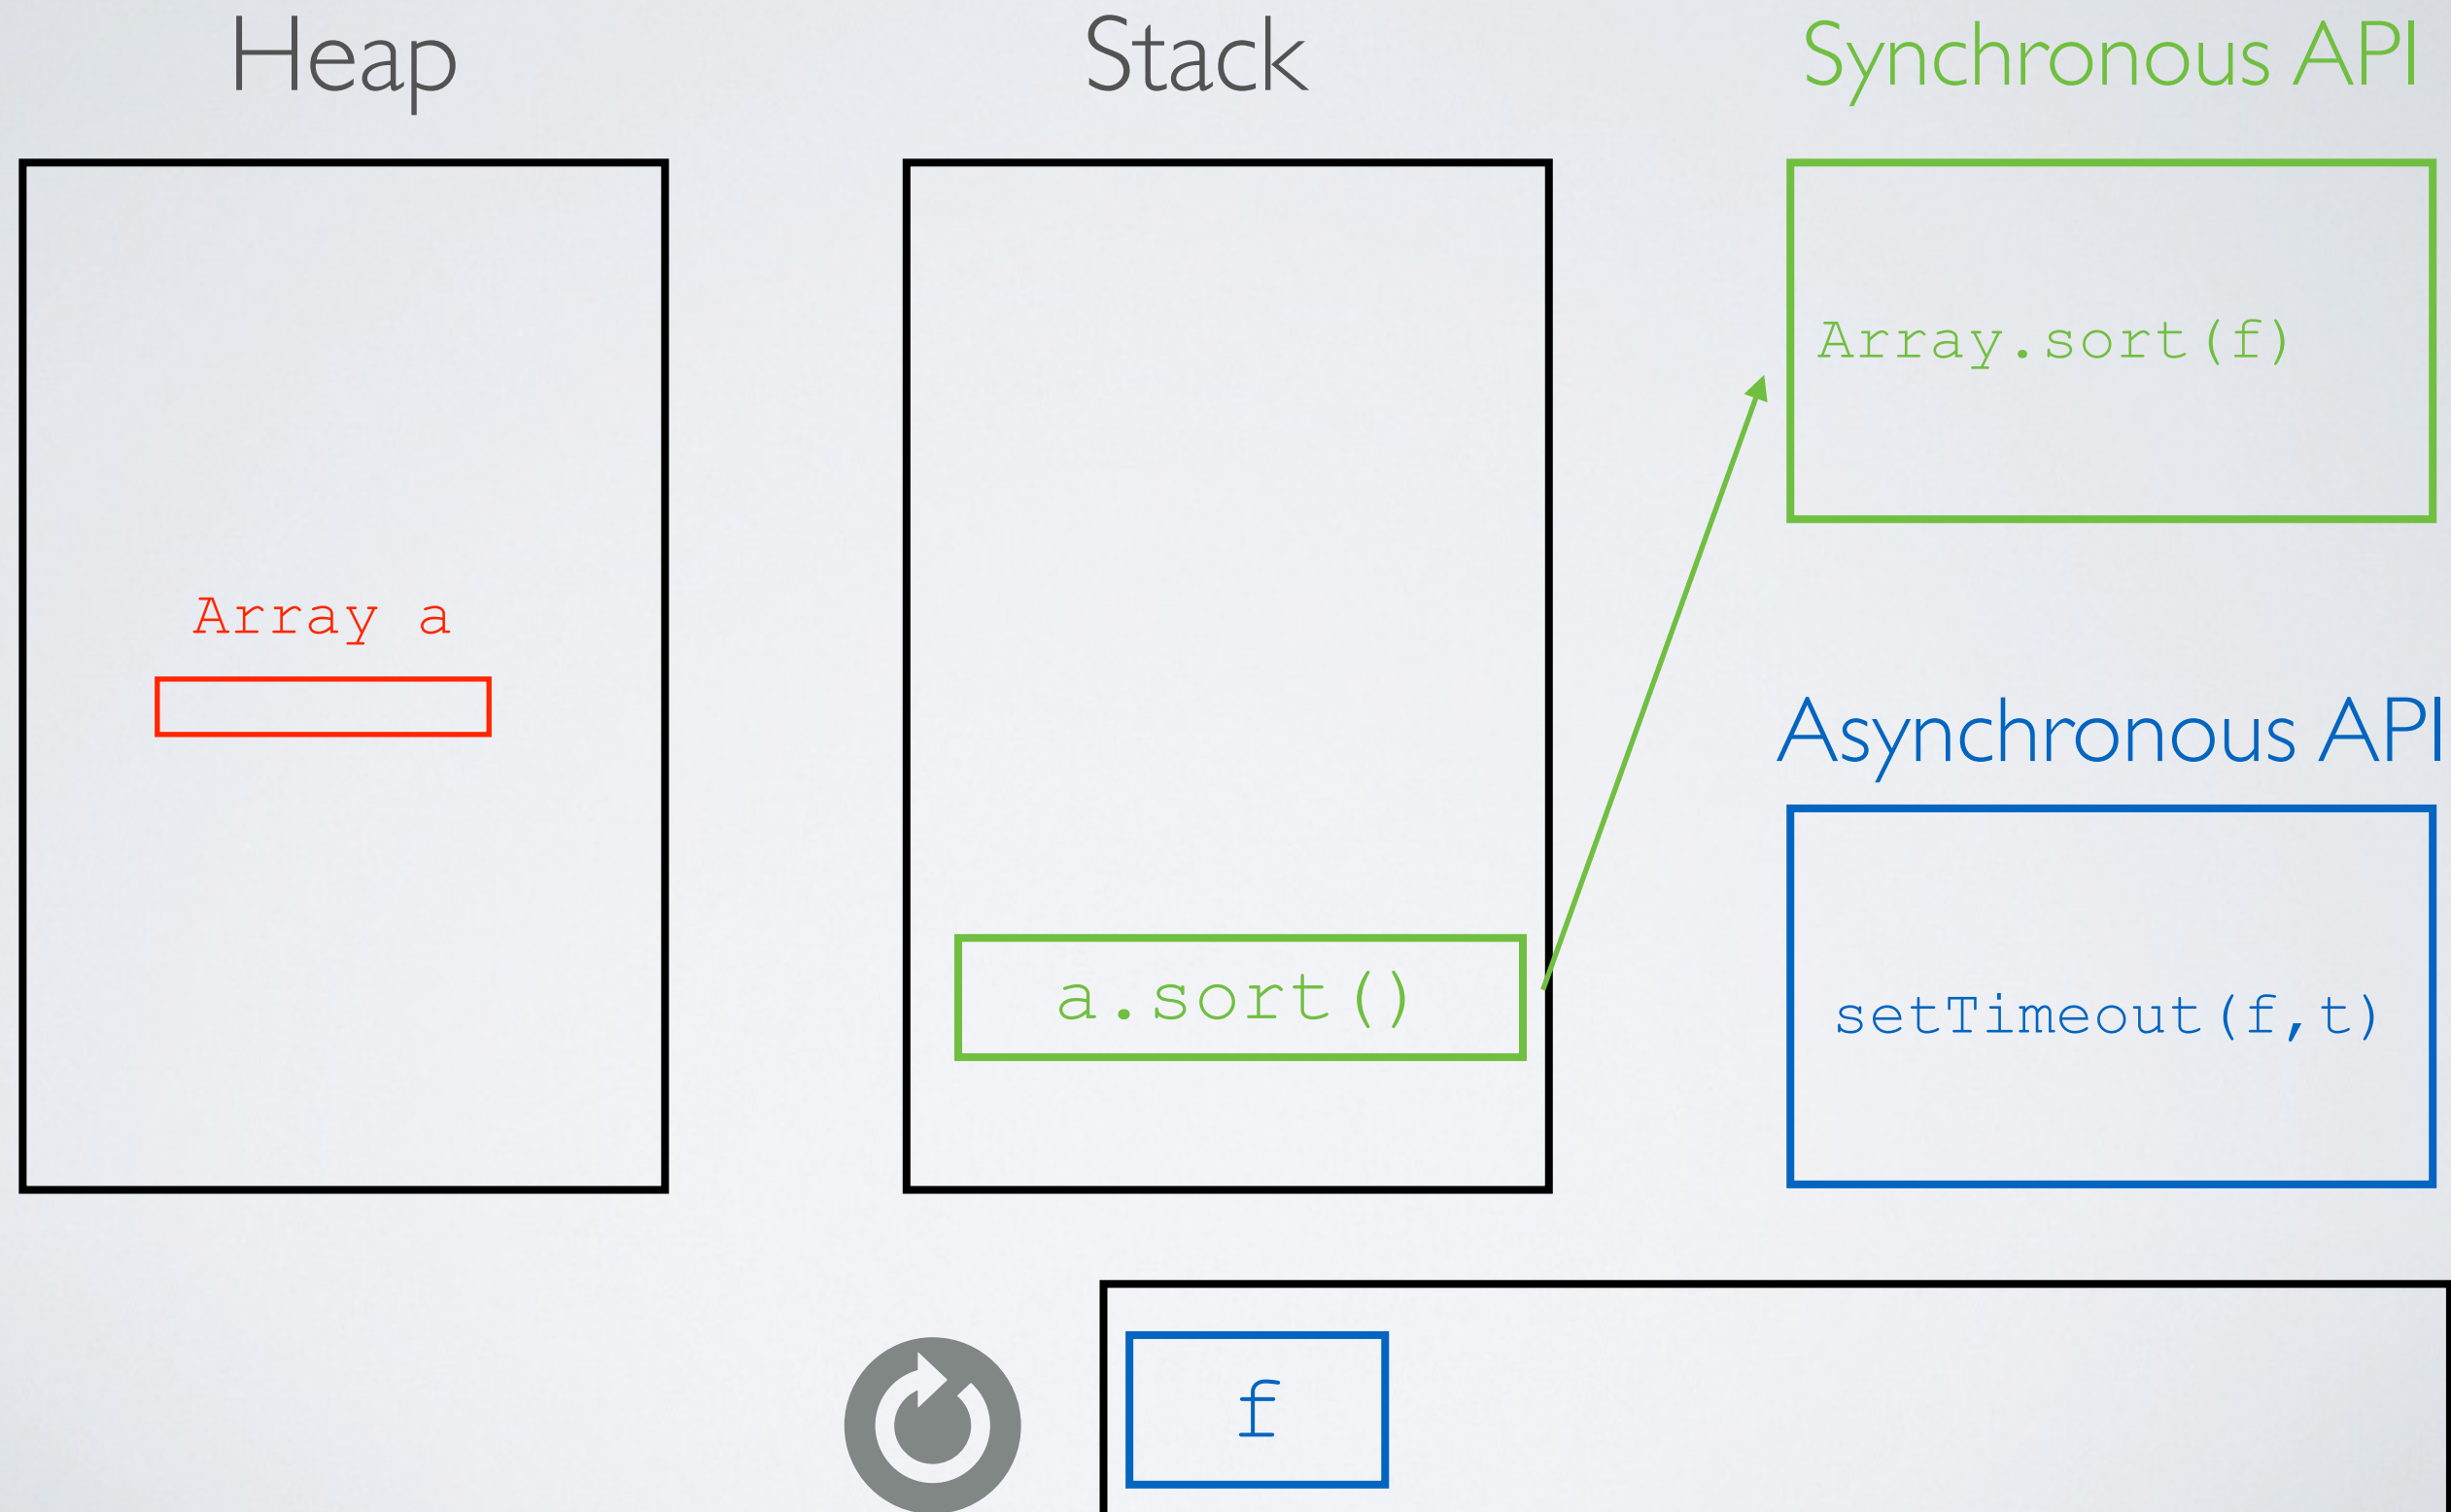 Heap
Stack
Synchronous API
Array.sort(f)
Array a
Asynchronous API
a.sort()
setTimeout(f,t)
f